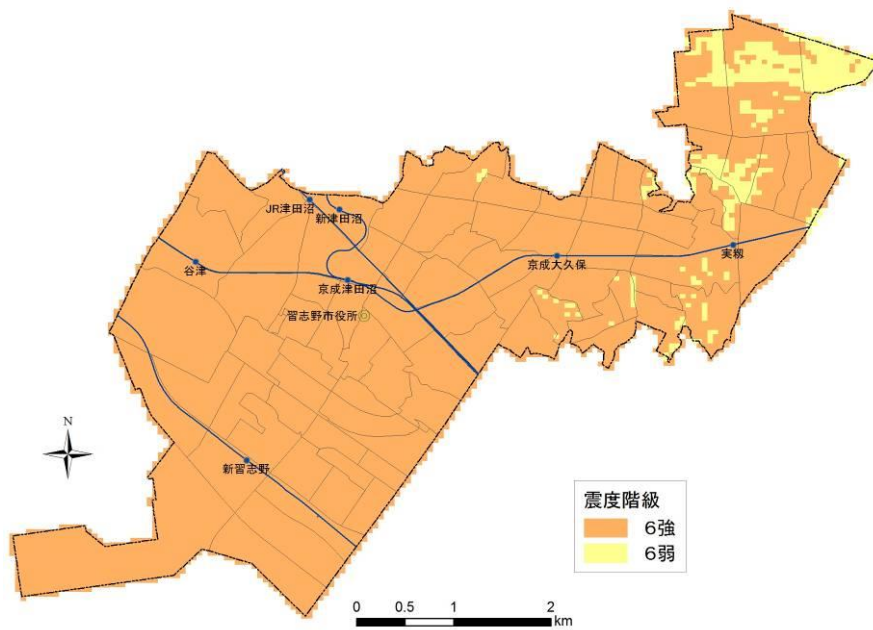 JR津田沼
新津田沼
谷津
京成津田沼
京成大久保
実籾
習志野市役所
N
新習志野
震度階級
6強
6弱
0 0.5 1 2
km